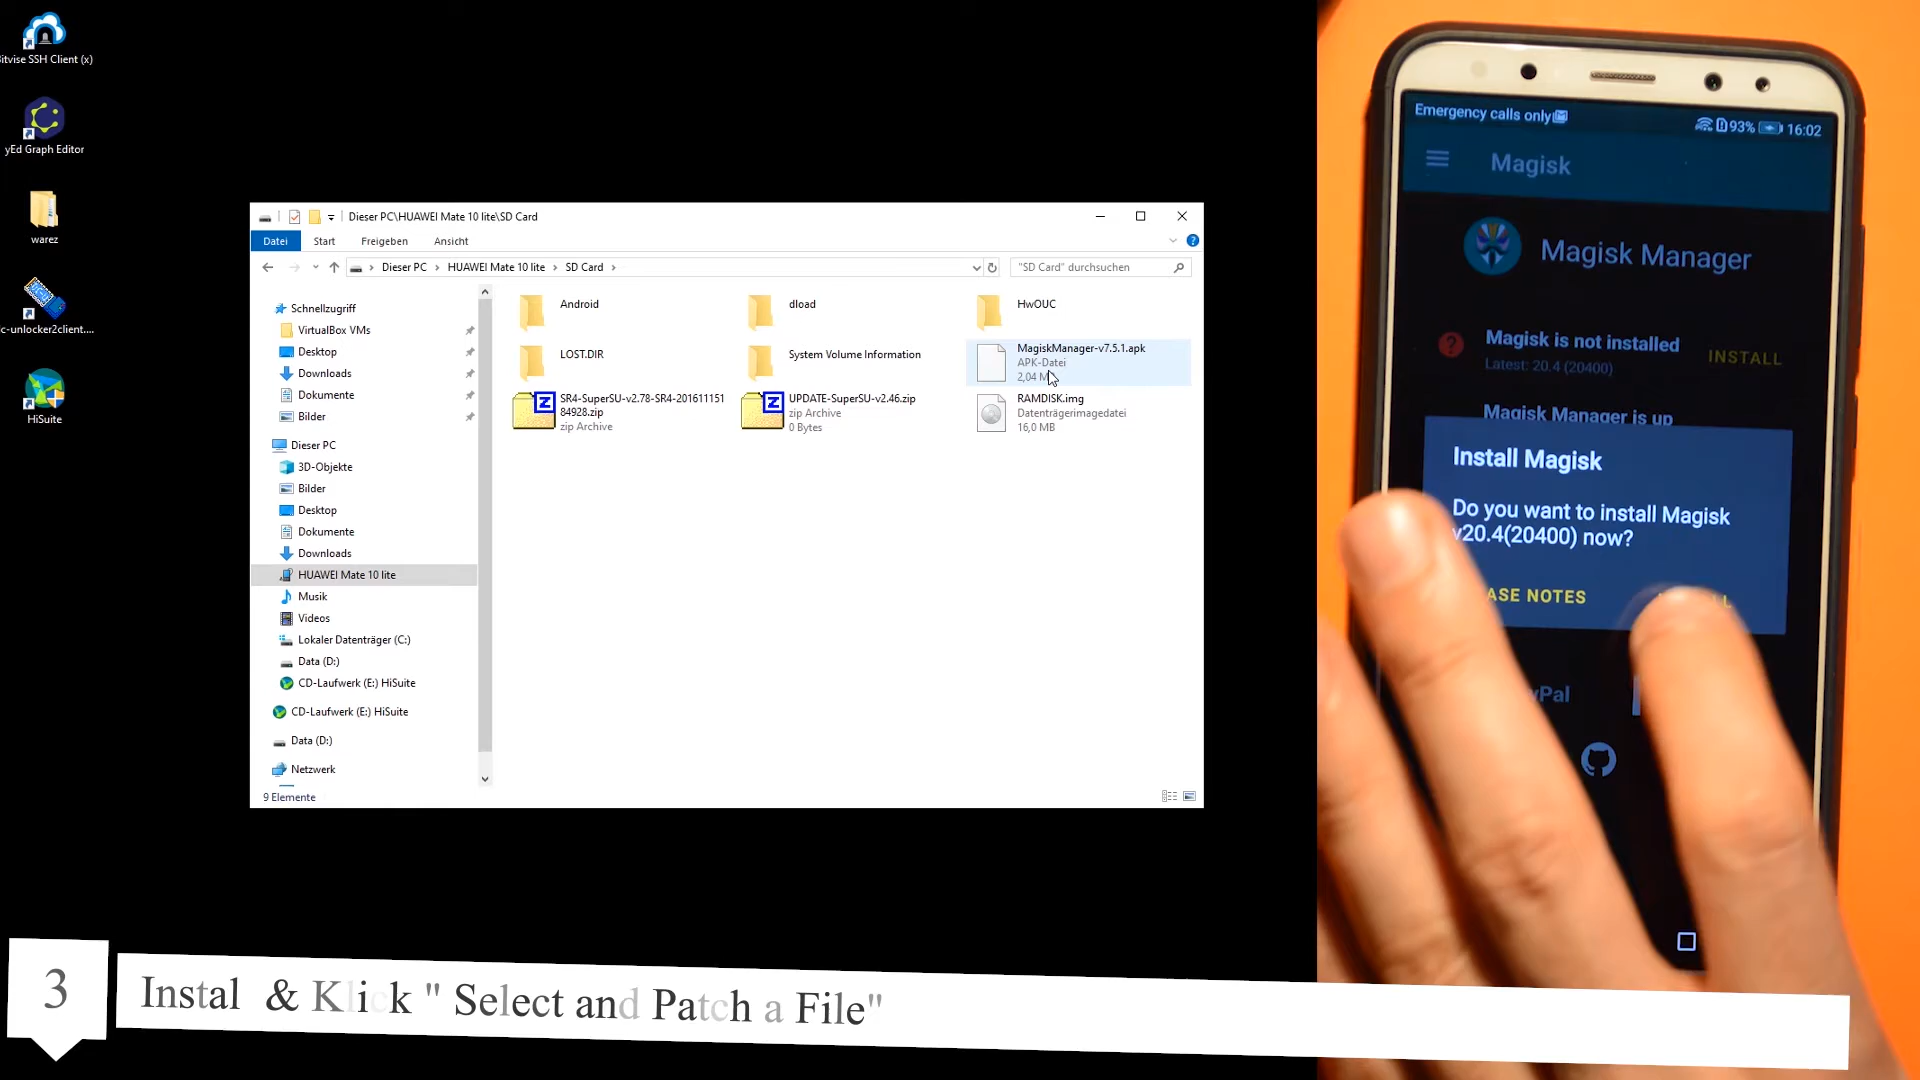 itvise SSH Client (x)
yEd Graph Editor
warez
c-unlocker2client....
HiSuite
Dieser PC\HUAWEI Mate 10 lite\SD Card
Datei
Start
Freigeben
Ansicht
Dieser PC
HUAWEI Mate 10 lite
SD Card
"SD Card" durchsuchen
Schnellzugriff
VirtualBox VMs
Desktop
Downloads
Dokumente
Bilder
Dieser PC
3D-Objekte
Bilder
Desktop
Dokumente
Downloads
HUAWEI Mate 10 lite
Musik
Videos
Lokaler Datenträger (C:)
Data (D:)
CD-Laufwerk (E:) HiSuite
CD-Laufwerk (E:) HiSuite
Data (D:)
Netzwerk
9 Elemente
Android
dload
HwOUC
LOST.DIR
System Volume Information
MagiskManager-v7.5.1.apk
APK-Datei
2,04 M
SR4-SuperSU-v2.78-SR4-201611151
84928.zip
zip Archive
UPDATE-SuperSU-v2.46.zip
zip Archive
0 Bytes
RAMDISK.img
Datenträgerimagedatei
16,0 MB
Emergency calls only
93%
16:02
Magisk
Magisk Manager
Magisk is not installed
Latest: 20.4 (20400)
INSTALL
Magisk Manager is up
Install Magisk
Do you want to install Magisk
v20.4(20400) now?
ASE NOTES
yPal
3
Instal & Klick " Select and Patch a File"